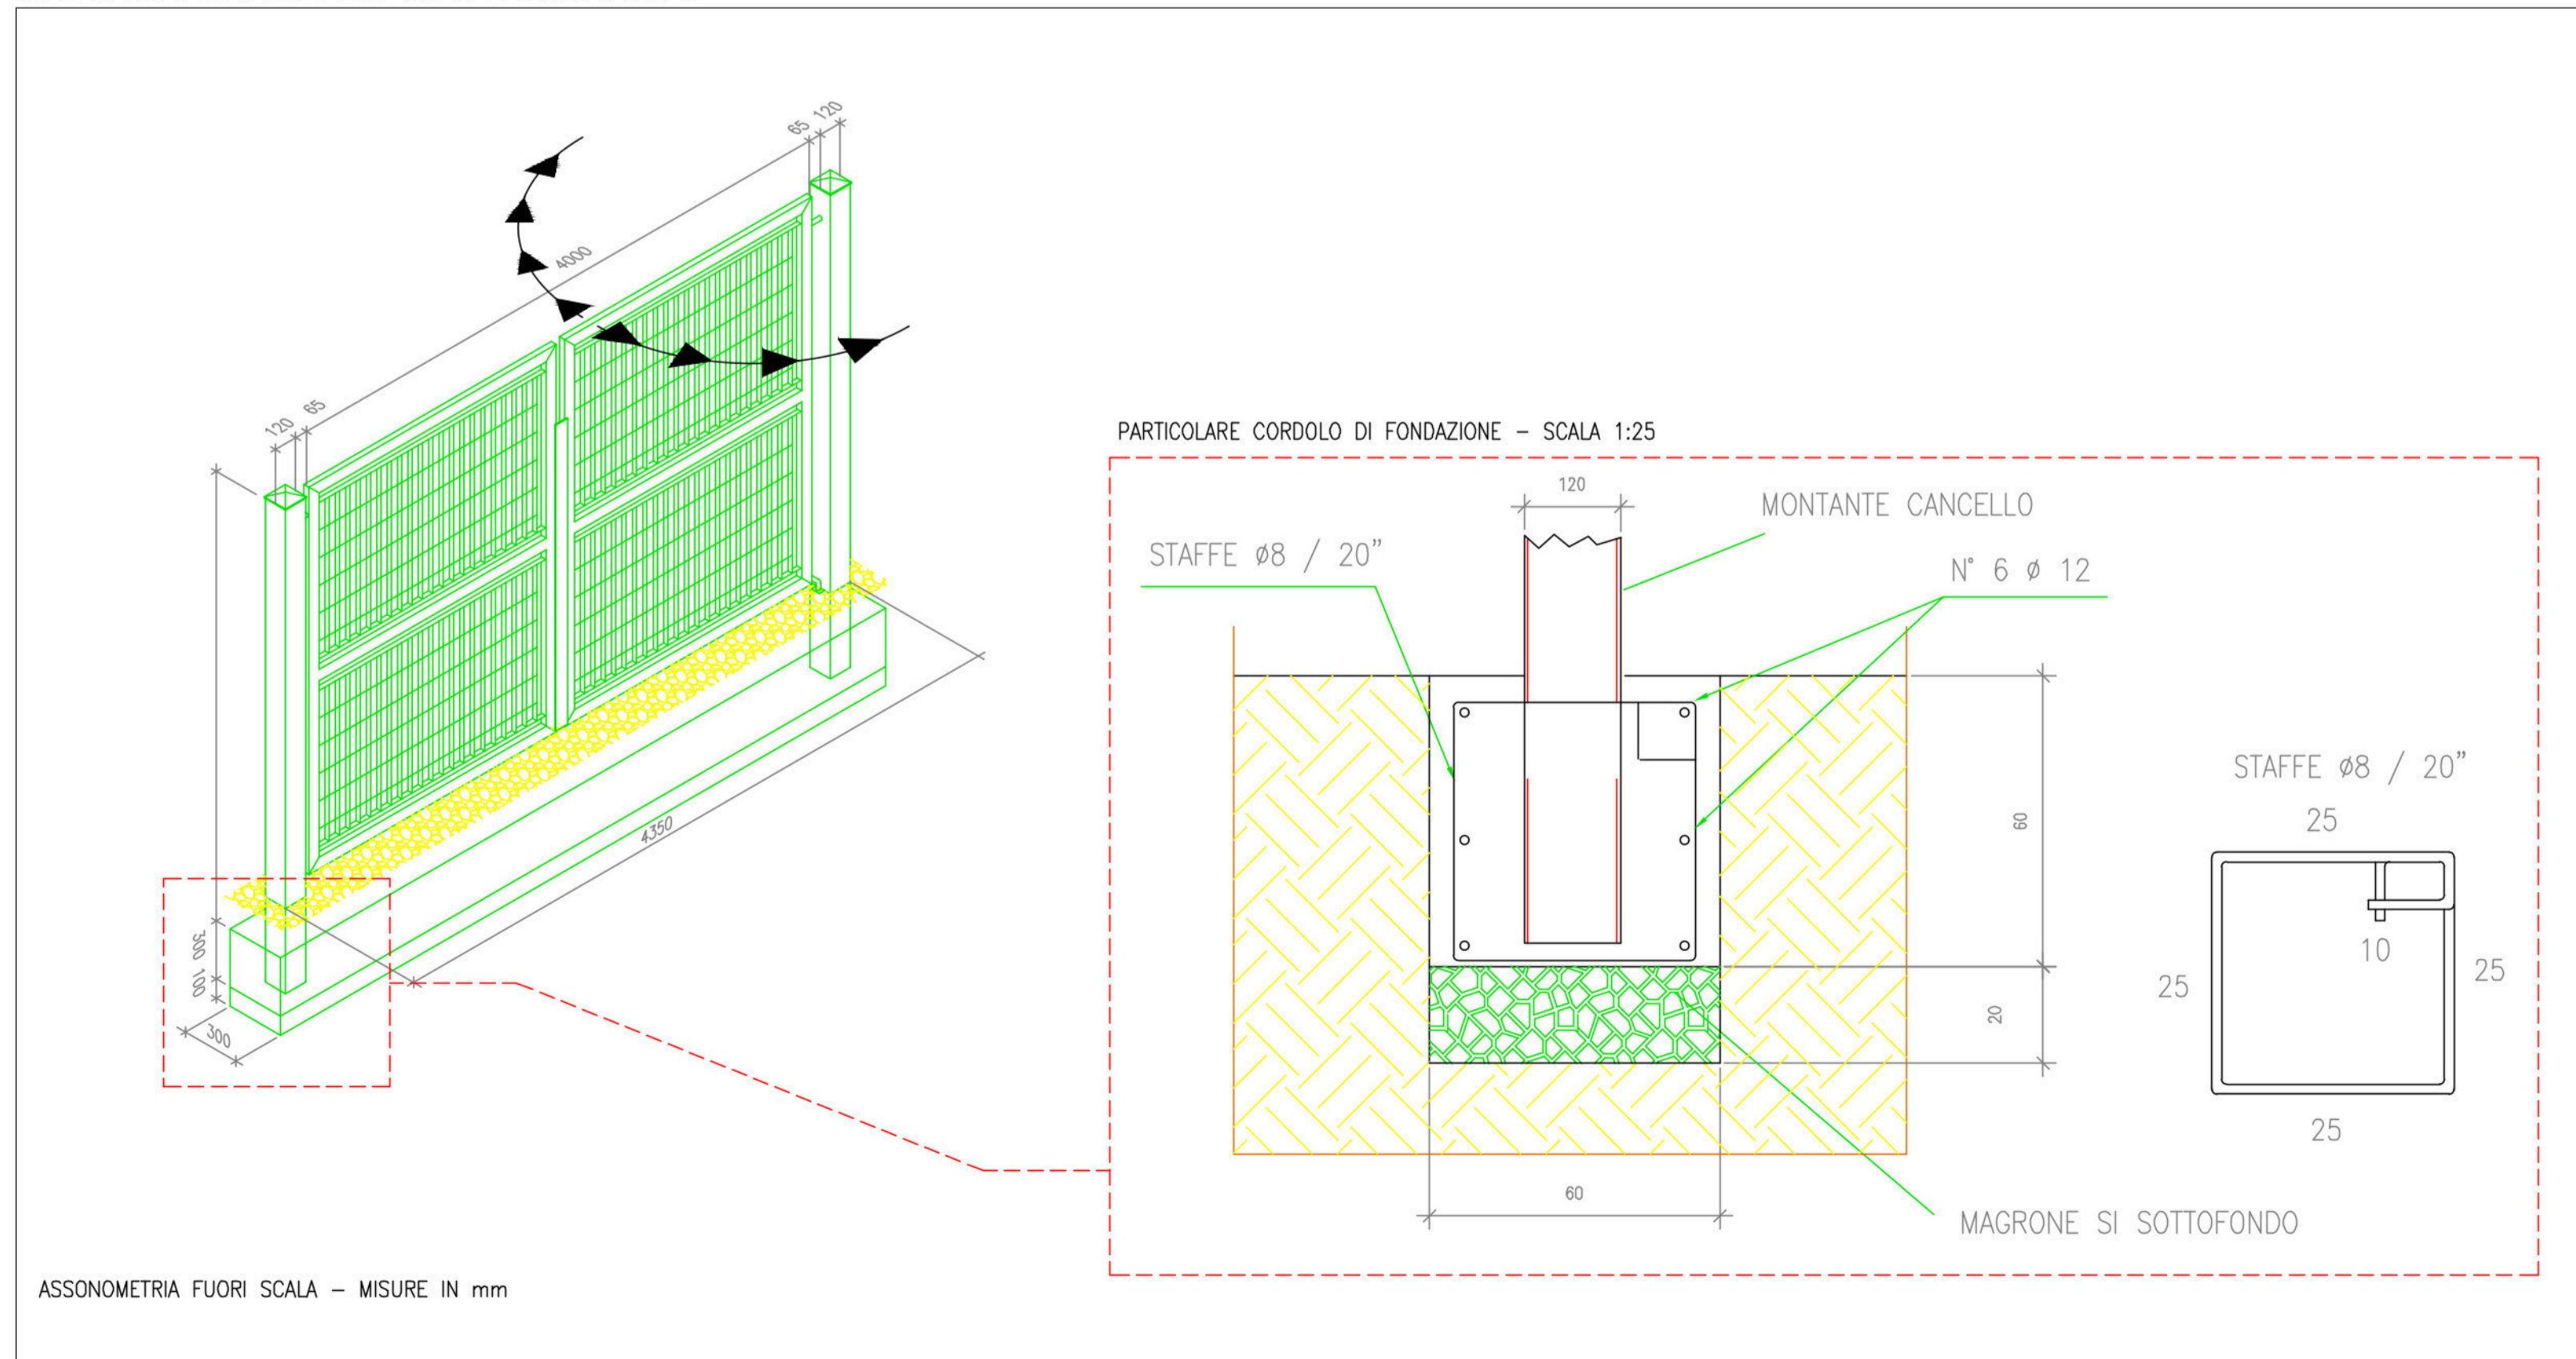 65
120
4000
120
65
4350
300
100
300
ASSONOMETRIA FUORI SCALA – MISURE IN mm
PARTICOLARE CORDOLO DI FONDAZIONE – SCALA 1:25
120
MONTANTE CANCELLO
STAFFE ø8 / 20”
N° 6 ø 12
60
20
60
MAGRONE SI SOTTOFONDO
STAFFE ø8 / 20”
25
10
25
25
25